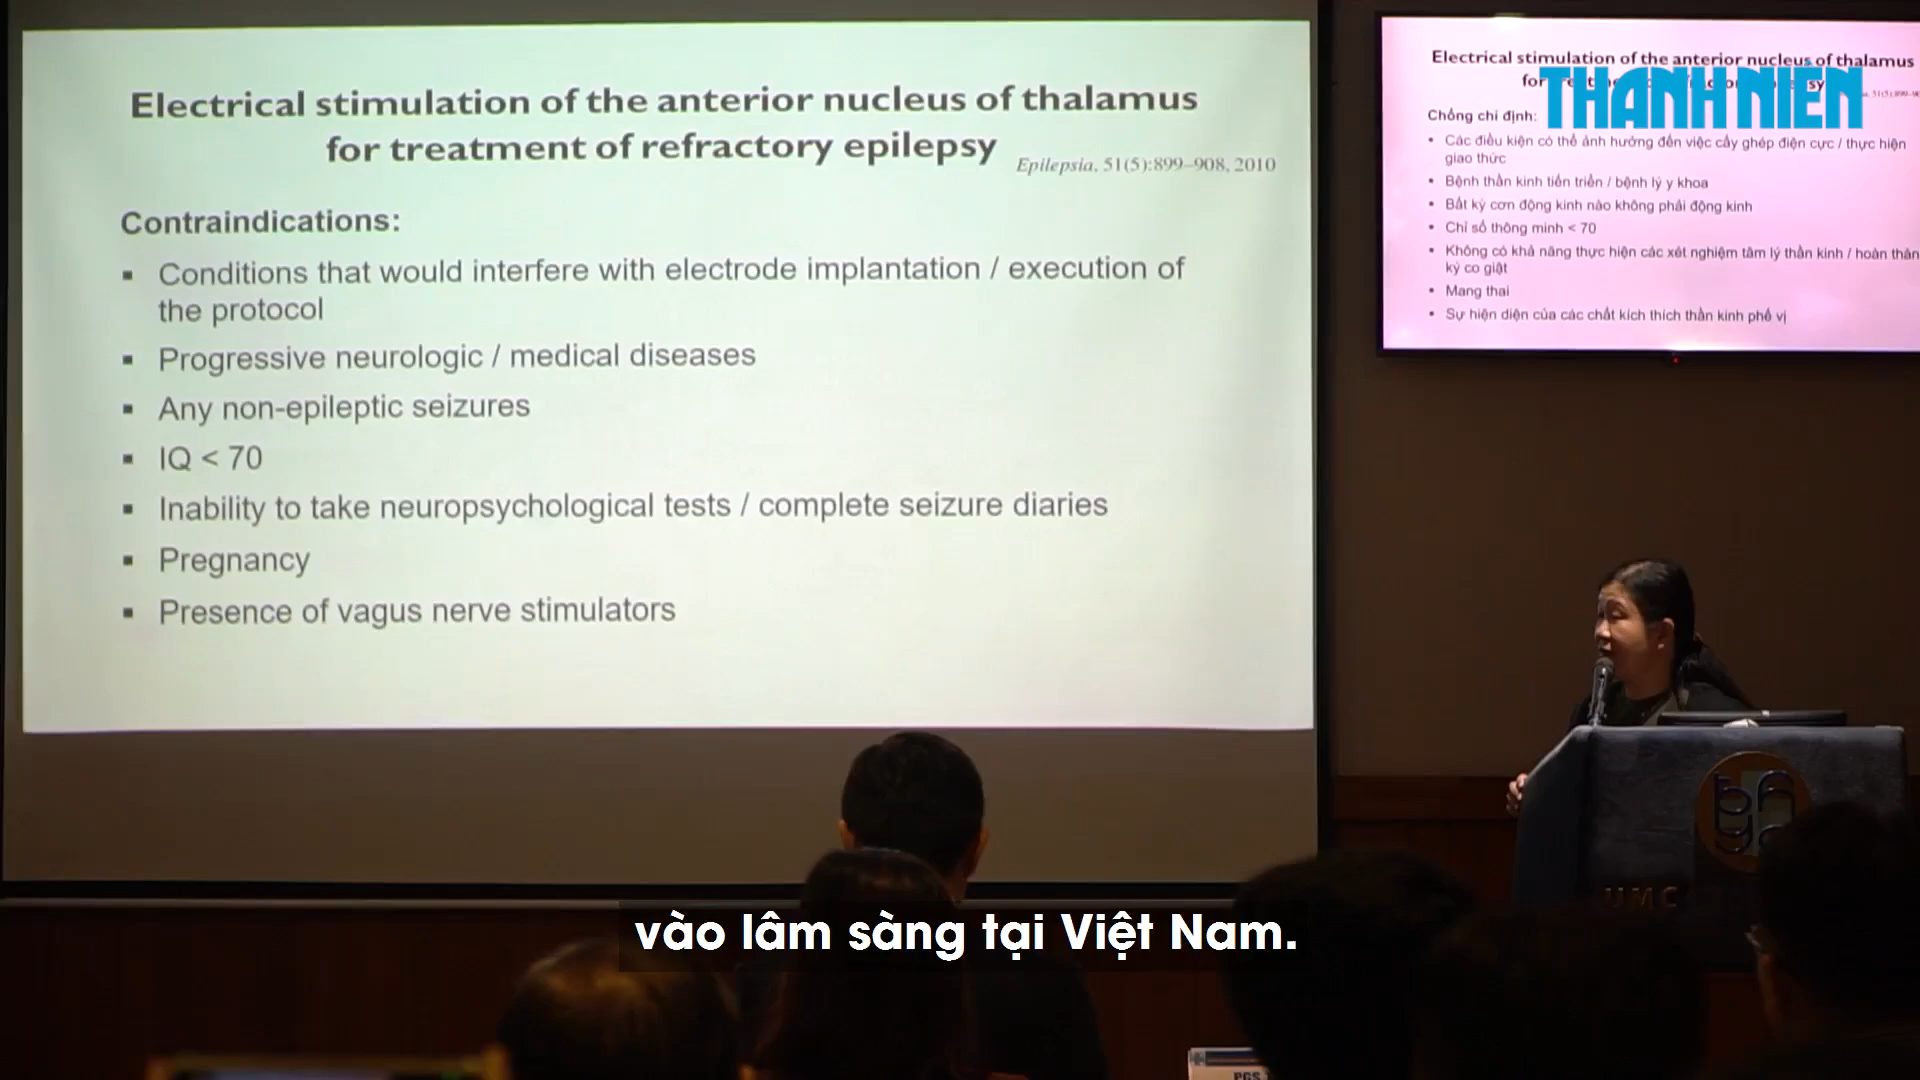 Electrical stimulation of the anterior nucleus of thalamus
for treatment of refractory epilepsy
Epilepsia, 51(5):899–908, 2010
Contraindications:
▪ Conditions that would interfere with electrode implantation / execution of
the protocol
▪ Progressive neurologic / medical diseases
▪ Any non-epileptic seizures
▪ IQ < 70
▪ Inability to take neuropsychological tests / complete seizure diaries
▪ Pregnancy
▪ Presence of vagus nerve stimulators
Electrical stimulation of the anterior nucleus of thalamus
for
THANH NIÊN
Chống chỉ định:
• Các điều kiện có thể ảnh hưởng đến việc cấy ghép điện cực / thực hiện
giao thức
• Bệnh thần kinh tiến triển / bệnh lý y khoa
• Bất kỳ cơn động kinh nào không phải động kinh
• Chỉ số thông minh < 70
• Không có khả năng thực hiện các xét nghiệm tâm lý thần kinh / hoàn thàn
ký co giật
• Mang thai
• Sự hiện diện của các chất kích thích thần kinh phế vị
UMC
vào lâm sàng tại Việt Nam.
PGS